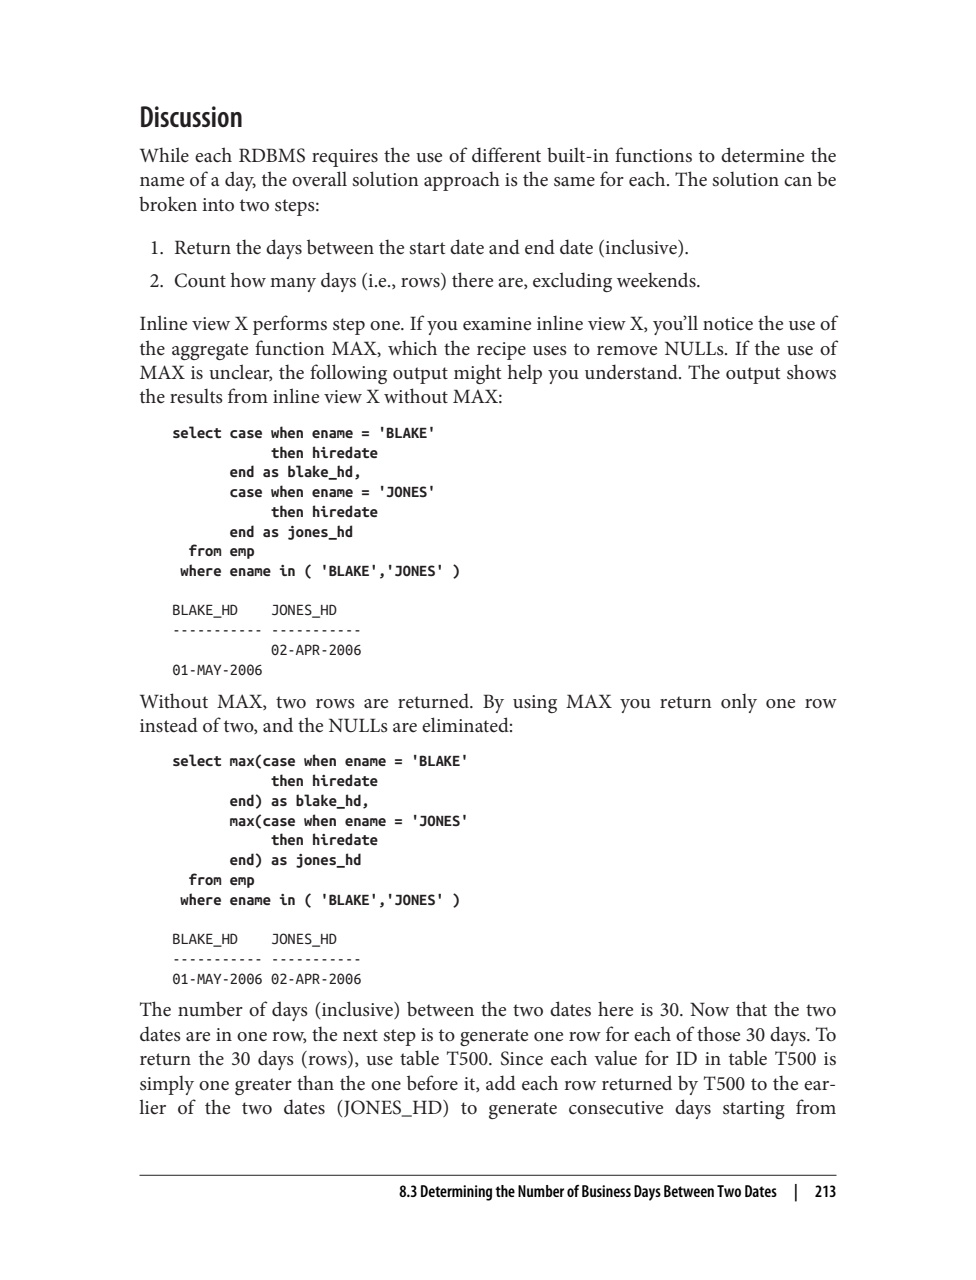 Discussion
While each RDBMS requires the use of different built-in functions to determine the
name of a day, the overall solution approach is the same for each. The solution can be
broken into two steps:
1. Return the days between the start date and end date (inclusive).
2. Count how many days (i.e., rows) there are, excluding weekends.
Inline view X performs step one. If you examine inline view X, you’ll notice the use of
the aggregate function MAX, which the recipe uses to remove NULLs. If the use of
MAX is unclear, the following output might help you understand. The output shows
the results from inline view X without MAX:
select case when ename = 'BLAKE'
            then hiredate
       end as blake_hd,
       case when ename = 'JONES'
            then hiredate
       end as jones_hd
  from emp
 where ename in ( 'BLAKE','JONES' )
BLAKE_HD    JONES_HD
----------- -----------
            02-APR-2006
01-MAY-2006
Without MAX, two rows are returned. By using MAX you return only one row
instead of two, and the NULLs are eliminated:
select max(case when ename = 'BLAKE'
            then hiredate
       end) as blake_hd,
       max(case when ename = 'JONES'
            then hiredate
       end) as jones_hd
  from emp
 where ename in ( 'BLAKE','JONES' )
BLAKE_HD    JONES_HD
----------- -----------
01-MAY-2006 02-APR-2006
The number of days (inclusive) between the two dates here is 30. Now that the two
dates are in one row, the next step is to generate one row for each of those 30 days. To
return the 30 days (rows), use table T500. Since each value for ID in table T500 is
simply one greater than the one before it, add each row returned by T500 to the ear-
lier of the two dates (JONES_HD) to generate consecutive days starting from
8.3 Determining the Number of Business Days Between Two Dates | 213